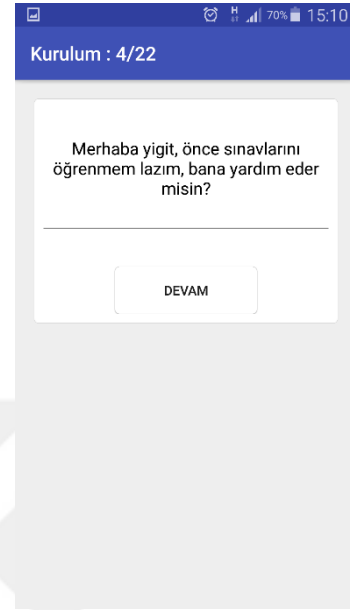 70% 15:10
Kurulum : 4/22
Merhaba yigit, önce sınavlarını
öğrenmem lazım, bana yardım eder
misin?
DEVAM